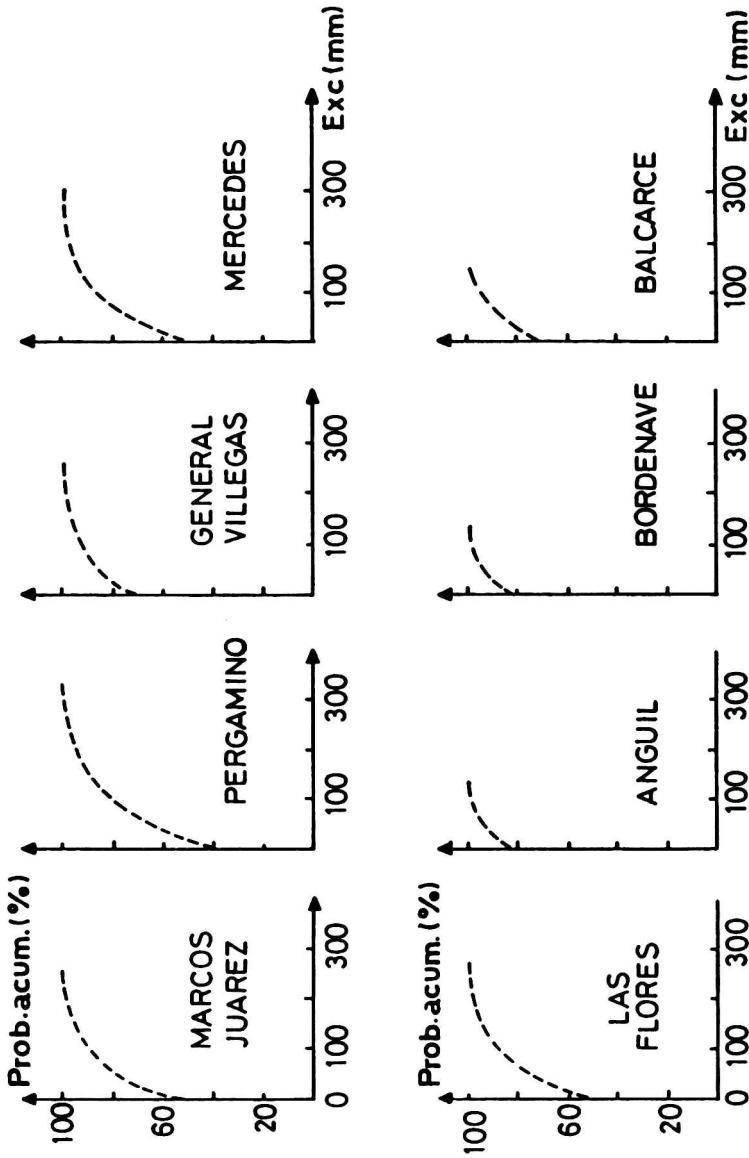 Prob.acum.(%)
100
60
20
0
100
300
MARCOS
JUAREZ
100
300
PERGAMINO
100
300
GENERAL
VILLEGAS
100
300
Exc (mm)
MERCEDES
Prob.acum.(%)
100
60
20
0
100
300
LAS
FLORES
100
300
ANGUIL
100
300
BORDENAVE
100
300
Exc (mm)
BALCARCE